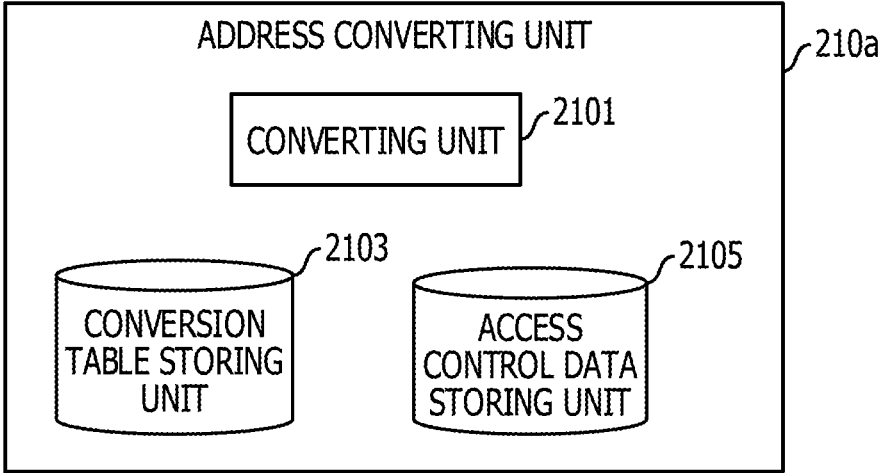 ADDRESS CONVERTING UNIT
210a
CONVERTING UNIT
2101
2103
CONVERSION
TABLE STORING
UNIT
2105
ACCESS
CONTROL DATA
STORING UNIT